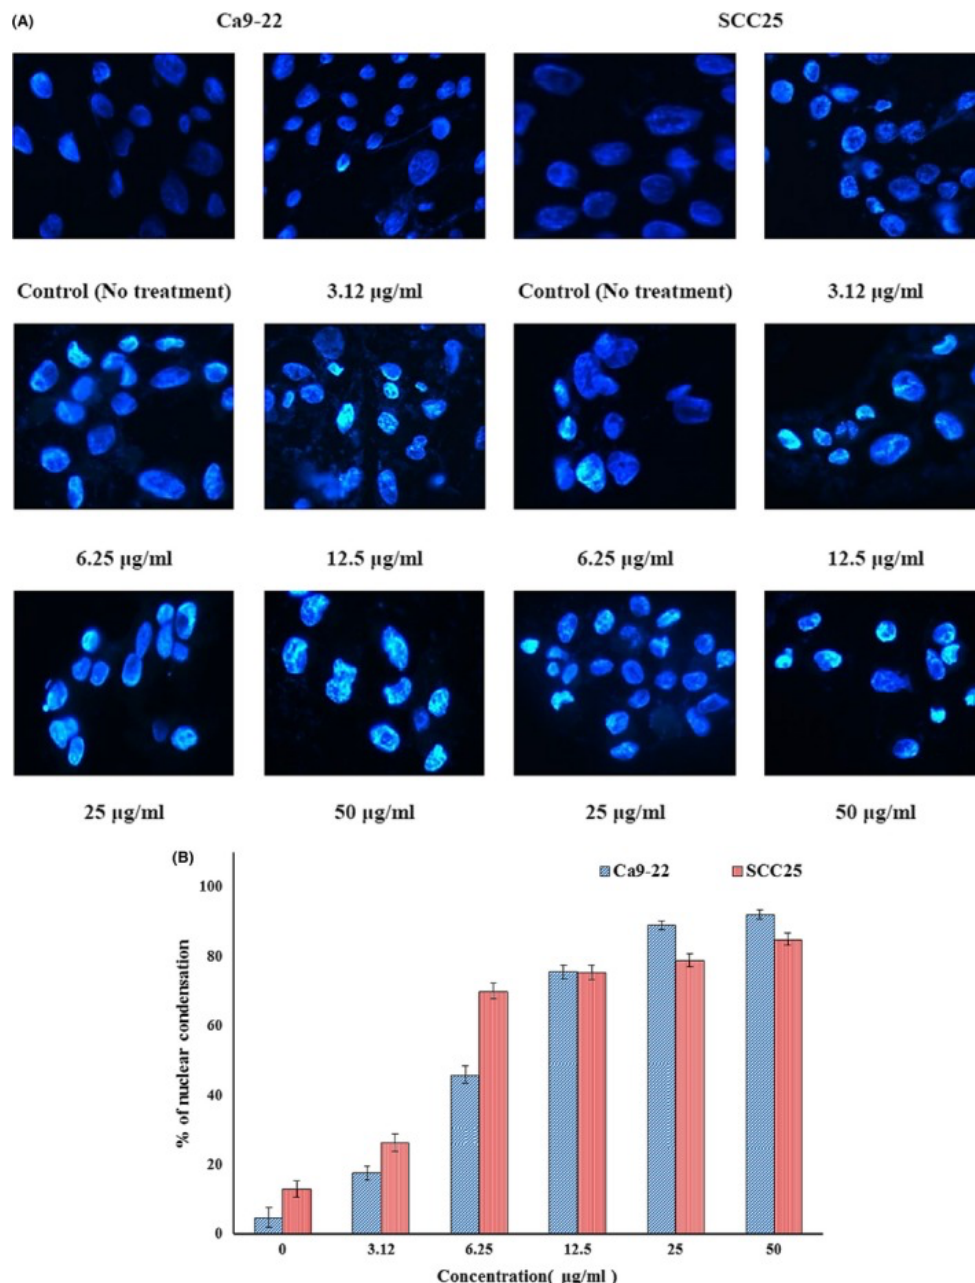 (A) Ca9-22 SCC25
Control (No treatment) 3.12 μg/ml Control (No treatment) 3.12 μg/ml
6.25 μg/ml 12.5 μg/ml 6.25 μg/ml 12.5 μg/ml
25 μg/ml 50 μg/ml 25 μg/ml 50 μg/ml
(B)
Ca9-22 SCC25
% of nuclear condensation
100
80
60
40
20
0
0 3.12 6.25 12.5 25 50
Concentration( μg/ml )